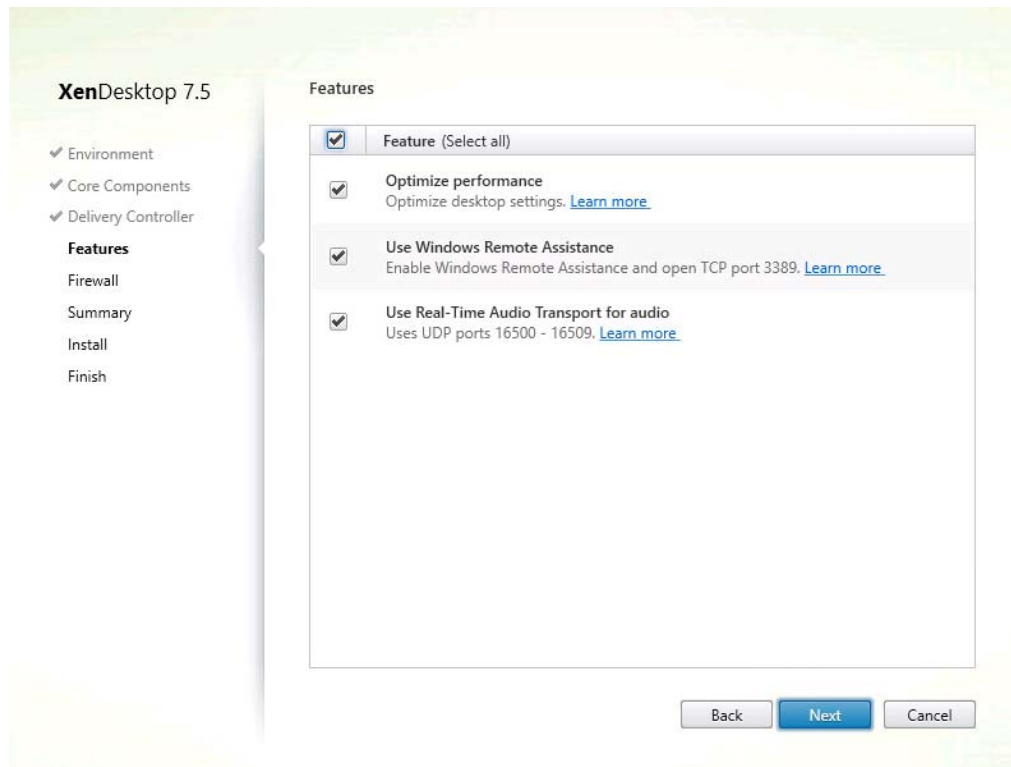 XenDesktop 7.5
Environment
Core Components
Delivery Controller
Features
Firewall
Summary
Install
Finish
Features
Feature (Select all)
Optimize performance
Optimize desktop settings. Learn more
Use Windows Remote Assistance
Enable Windows Remote Assistance and open TCP port 3389. Learn more
Use Real-Time Audio Transport for audio
Uses UDP ports 16500 - 16509. Learn more
Back Next Cancel